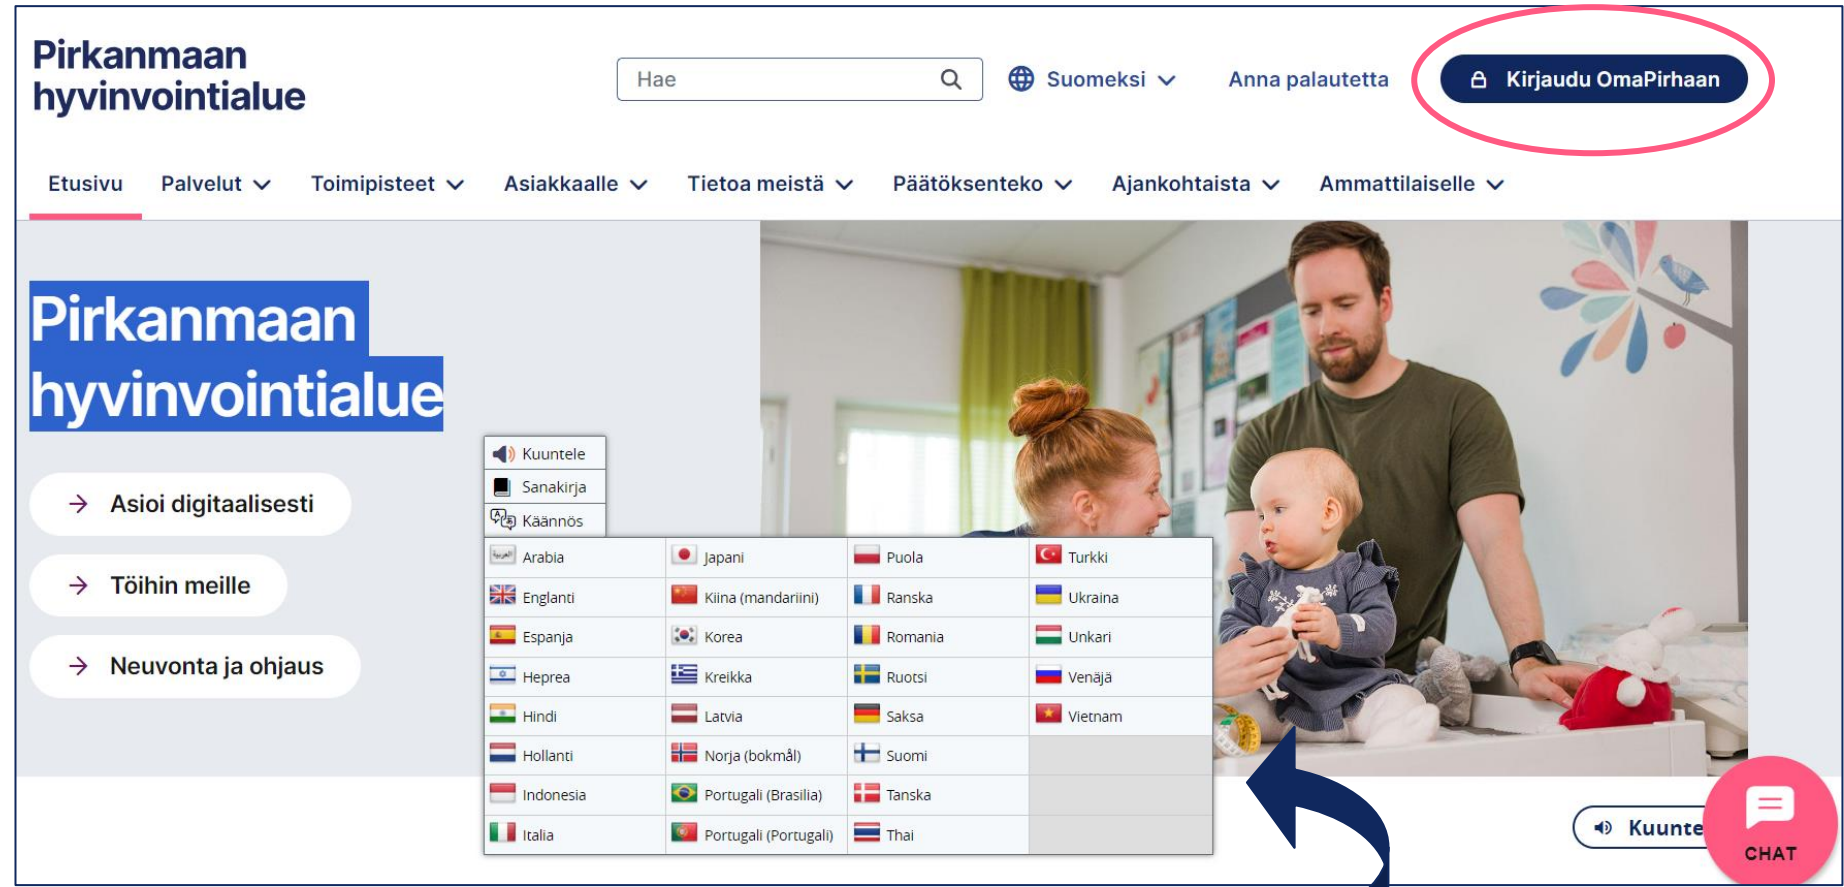 Pirkanmaan
hyvinvointialue
Hae
Suomeksi
Anna palautetta
Kirjaudu OmaPirhaan
Etusivu
Palvelut
Toimipisteet
Asiakkaalle
Tietoa meistä
Päätöksenteko
Ajankohtaista
Ammattilaiselle
Pirkanmaan
hyvinvointialue
Asioi digitaalisesti
Töihin meille
Neuvonta ja ohjaus
Kuuntele
Sanakirja
Käännös
Arabia
Japani
Puola
Turkki
Englanti
Kiina (mandariini)
Ranska
Ukraina
Espanja
Korea
Romania
Unkari
Heprea
Kreikka
Ruotsi
Venäjä
Hindi
Latvia
Saksa
Vietnam
Hollanti
Norja (bokmål)
Suomi
Indonesia
Portugali (Brasilia)
Tanska
Italia
Portugali (Portugali)
Thai
Kuunte
CHAT